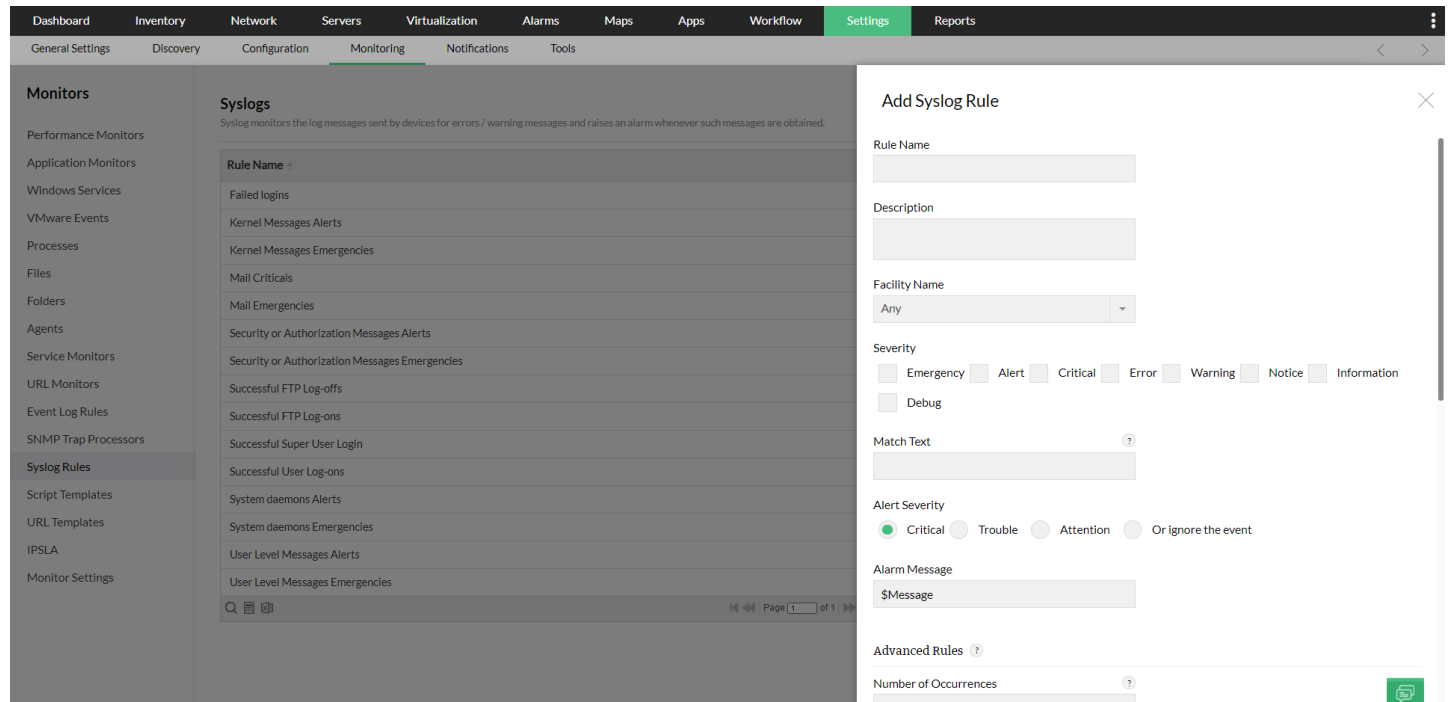 Dashboard Inventory Network Servers Virtualization Alarms Maps Apps Workflow Settings Reports
General Settings Discovery Configuration Monitoring Notifications Tools
Monitors
Performance Monitors
Application Monitors
Windows Services
VMware Events
Processes
Files
Folders
Agents
Service Monitors
URL Monitors
Event Log Rules
SNMP Trap Processors
Syslog Rules
Script Templates
URL Templates
IPSLA
Monitor Settings
Syslogs
Syslog monitors the log messages sent by devices for errors / warning messages and raises an alarm whenever such messages are obtained.
Rule Name
Failed logins
Kernel Messages Alerts
Kernel Messages Emergencies
Mail Criticals
Mail Emergencies
Security or Authorization Messages Alerts
Security or Authorization Messages Emergencies
Successful FTP Log-offs
Successful FTP Log-ons
Successful Super User Login
Successful User Log-ons
System daemons Alerts
System daemons Emergencies
User Level Messages Alerts
User Level Messages Emergencies
Page 1 of 1
Add Syslog Rule
Rule Name
Description
Facility Name
Any
Severity
Emergency Alert Critical Error Warning Notice Information
Debug
Match Text ?
Alert Severity
Critical Trouble Attention Or ignore the event
Alarm Message
$Message
Advanced Rules ?
Number of Occurrences ?